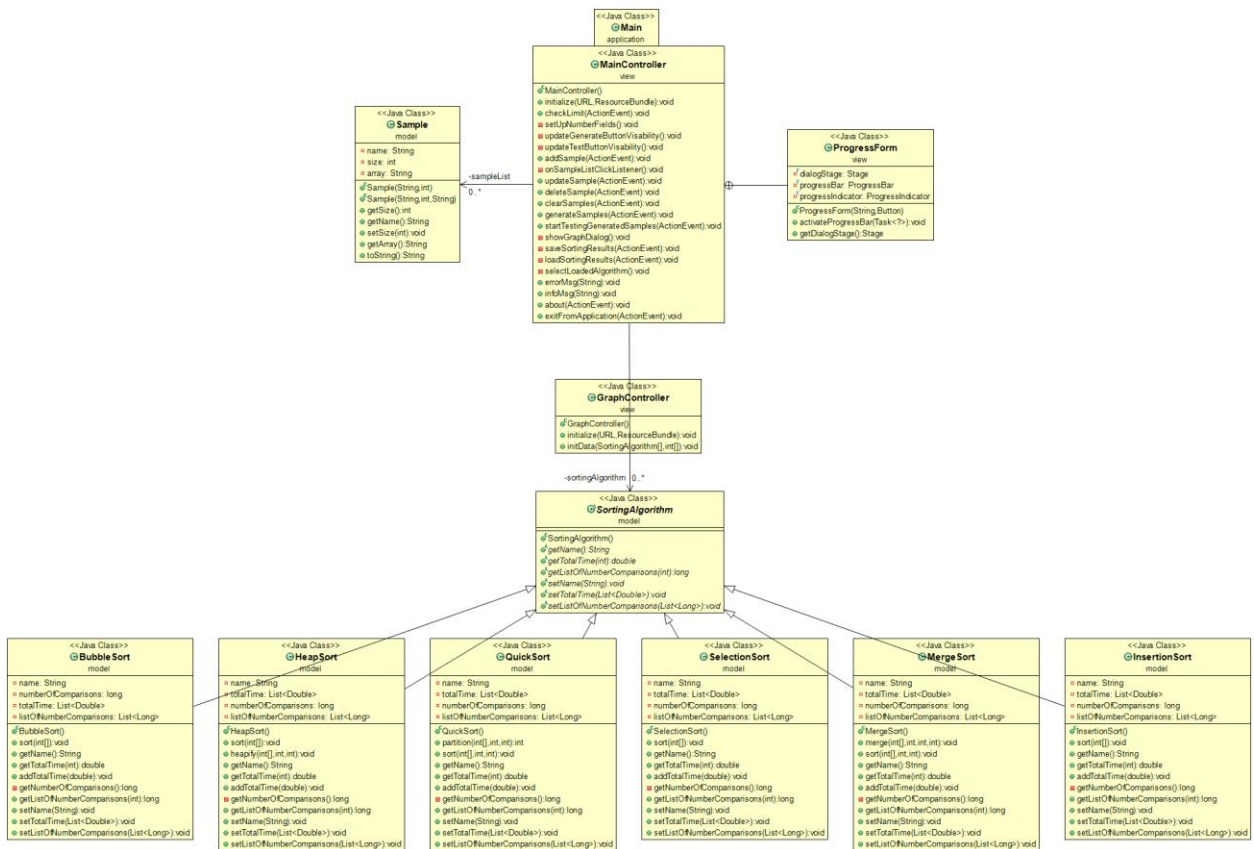 <<Java Class>>
Main
application
<<Java Class>>
MainController
view
MainController()
initialize(URL,ResourceBundle):void
checkLimit(ActionEvent):void
setUpNumberFields():void
updateGenerateButtonVisability():void
updateTestButtonVisability():void
addSample(ActionEvent):void
onSampleListClickListener():void
updateSample(ActionEvent):void
deleteSample(ActionEvent):void
clearSamples(ActionEvent):void
generateSamples(ActionEvent):void
startTestingGeneratedSamples(ActionEvent):void
showGraphDialog():void
saveSortingResults(ActionEvent):void
loadSortingResults(ActionEvent):void
selectLoadedAlgorithm():void
errorMsg(String):void
infoMsg(String):void
about(ActionEvent):void
exitFromApplication(ActionEvent):void
<<Java Class>>
Sample
model
name: String
size: int
array: String
Sample(String,int)
Sample(String,int,String)
getSize():int
getName():String
setSize(int):void
getArray():String
toString():String
-sampleList
0..*
<<Java Class>>
ProgressForm
view
dialogStage: Stage
progressBar: ProgressBar
progressIndicator: ProgressIndicator
ProgressForm(String,Button)
activateProgressBar(Task<?>):void
getDialogStage():Stage
<<Java Class>>
GraphController
view
GraphController()
initialize(URL,ResourceBundle):void
initData(SortingAlgorithm[],int[]):void
-sortingAlgorithm 0..*
<<Java Class>>
SortingAlgorithm
model
SortingAlgorithm()
getName():String
getTotalTime(int):double
getListOfNumberComparisons(int):long
setName(String):void
setTotalTime(List<Double>):void
setListOfNumberComparisons(List<Long>):void
<<Java Class>>
BubbleSort
model
name: String
numberOfComparisons: long
totalTime: List<Double>
listOfNumberComparisons: List<Long>
BubbleSort()
sort(int[]):void
getName():String
getTotalTime(int):double
addTotalTime(double):void
getNumberOfComparisons():long
getListOfNumberComparisons(int):long
setName(String):void
setTotalTime(List<Double>):void
setListOfNumberComparisons(List<Long>):void
<<Java Class>>
HeapSort
model
name: String
totalTime: List<Double>
numberOfComparisons: long
listOfNumberComparisons: List<Long>
HeapSort()
sort(int[]):void
heapify(int[],int,int):void
getName():String
getTotalTime(int):double
addTotalTime(double):void
getNumberOfComparisons():long
getListOfNumberComparisons(int):long
setName(String):void
setTotalTime(List<Double>):void
setListOfNumberComparisons(List<Long>):void
<<Java Class>>
QuickSort
model
name: String
totalTime: List<Double>
numberOfComparisons: long
listOfNumberComparisons: List<Long>
QuickSort()
partition(int[],int,int):int
sort(int[],int,int):void
getName():String
getTotalTime(int):double
addTotalTime(double):void
getNumberOfComparisons():long
getListOfNumberComparisons(int):long
setName(String):void
setTotalTime(List<Double>):void
setListOfNumberComparisons(List<Long>):void
<<Java Class>>
SelectionSort
model
name: String
totalTime: List<Double>
numberOfComparisons: long
listOfNumberComparisons: List<Long>
SelectionSort()
sort(int[]):void
getName():String
getTotalTime(int):double
addTotalTime(double):void
getNumberOfComparisons():long
getListOfNumberComparisons(int):long
setName(String):void
setTotalTime(List<Double>):void
setListOfNumberComparisons(List<Long>):void
<<Java Class>>
MergeSort
model
name: String
totalTime: List<Double>
numberOfComparisons: long
listOfNumberComparisons: List<Long>
MergeSort()
merge(int[],int,int,int):void
sort(int[],int,int):void
getName():String
getTotalTime(int):double
addTotalTime(double):void
getNumberOfComparisons():long
getListOfNumberComparisons(int):long
setName(String):void
setTotalTime(List<Double>):void
setListOfNumberComparisons(List<Long>):void
<<Java Class>>
InsertionSort
model
name: String
totalTime: List<Double>
numberOfComparisons: long
listOfNumberComparisons: List<Long>
InsertionSort()
sort(int[]):void
getName():String
getTotalTime(int):double
addTotalTime(double):void
getNumberOfComparisons():long
getListOfNumberComparisons(int):long
setName(String):void
setTotalTime(List<Double>):void
setListOfNumberComparisons(List<Long>):void